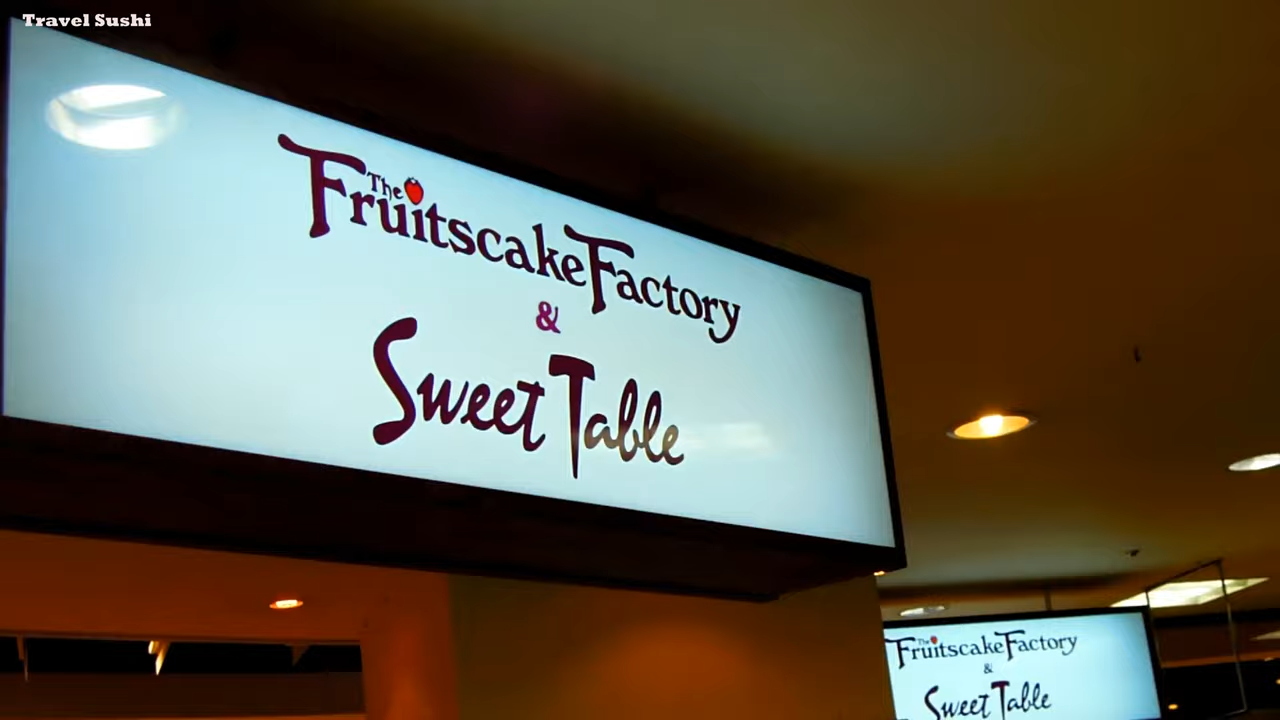 Travel Sushi
The
Fruitscake Factory
&
Sweet Table
The
Fruitscake Factory
&
Sweet Table